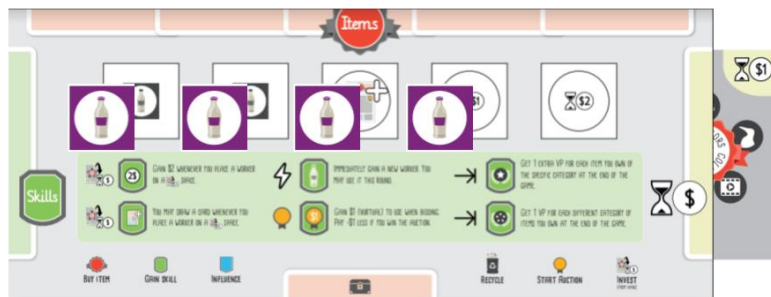 Items
$1
$2
$1
Skills
2$
Gain $2 whenever you place a worker
on a space.
Immediately gain a new worker you
may use it this round.
Get 1 extra VP for each item you own of
the specific category at the end of the
game.
$
You may draw a card whenever you
place a worker on a space.
$1
Gain $1 (virtual) to use when bidding.
Pay -$1 less if you win the auction.
Get 1 VP for each different category of
items you own at the end of the game.
$
$
Buy item
Gain skill
Influence
Recycle
Start Auction
Invest